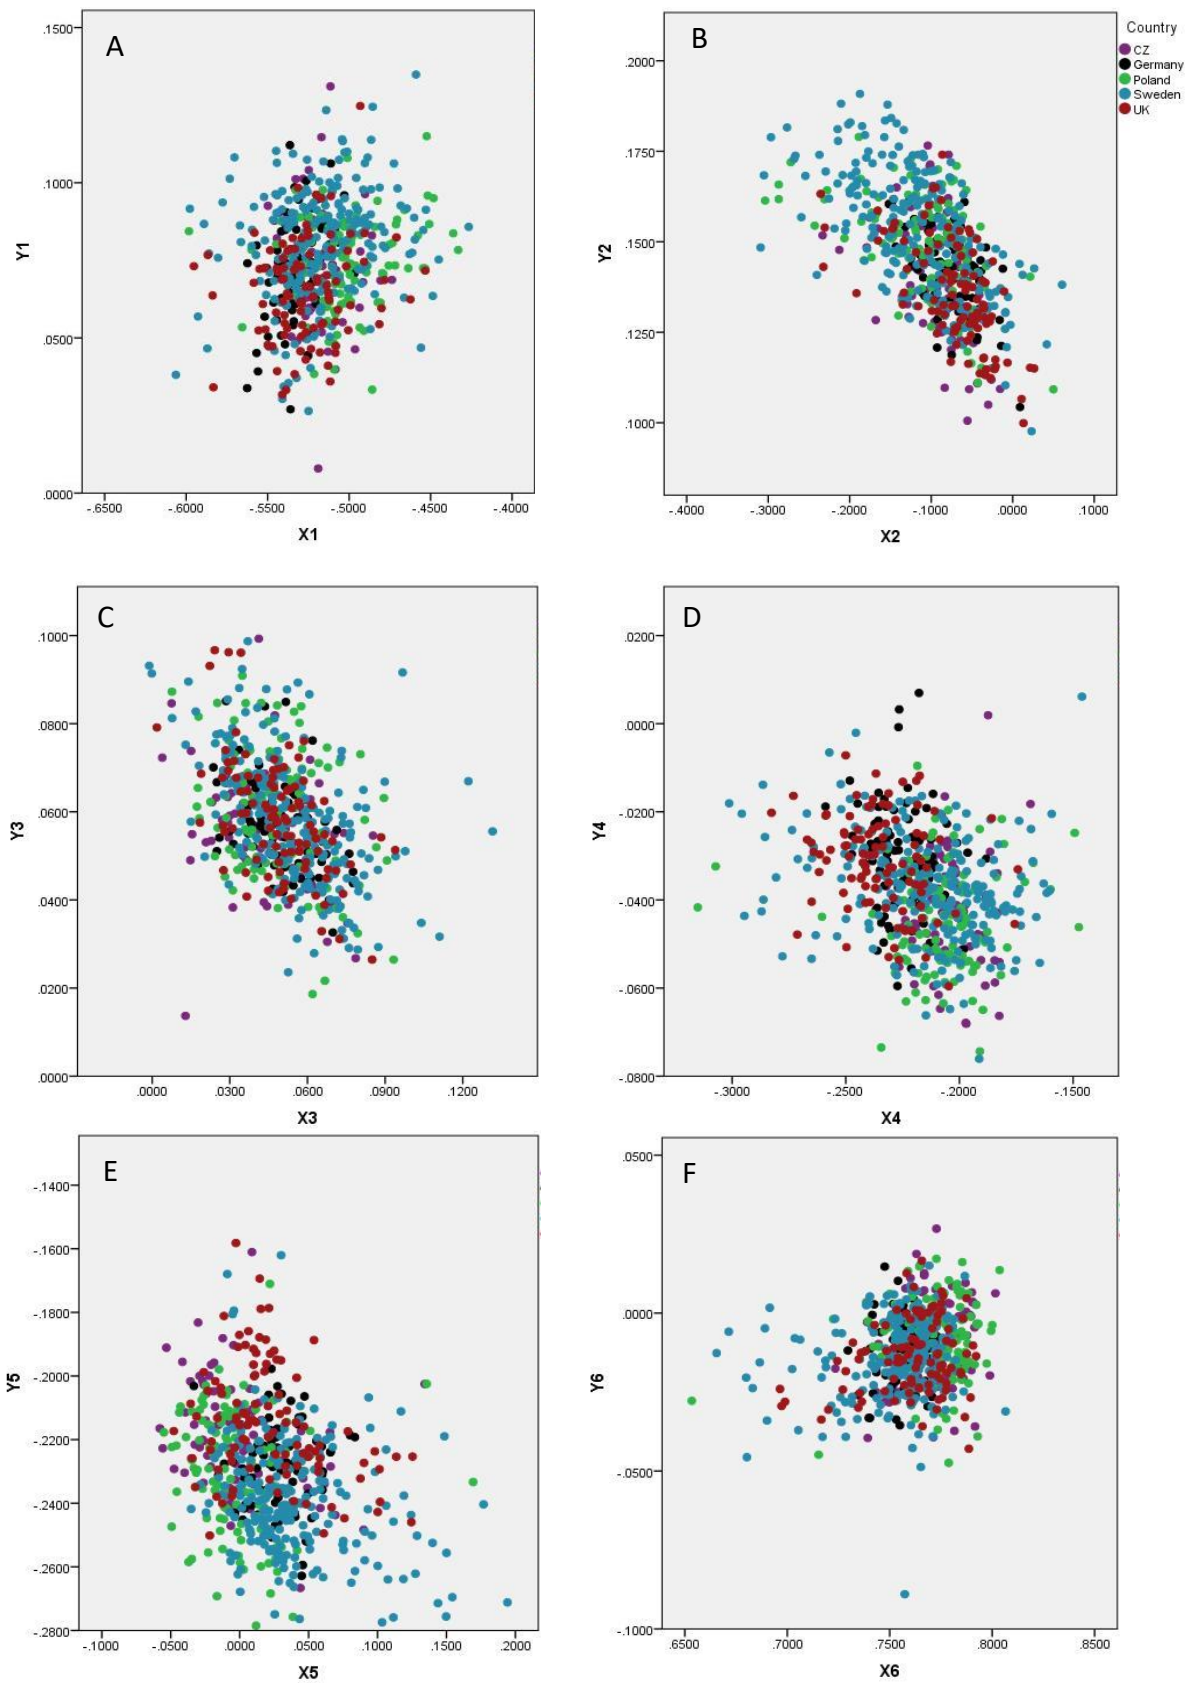 A
.1500
.1000
.0500
.0000
Y1
-.6500 -.6000 -.5500 -.5000 -.4500 -.4000
X1
B
.2000
.1750
.1500
.1250
.1000
Y2
-.4000 -.3000 -.2000 -.1000 .0000 .1000
X2
Country
CZ
Germany
Poland
Sweden
UK
C
.1000
.0800
.0600
.0400
.0200
.0000
Y3
.0000 .0300 .0600 .0900 .1200
X3
D
.0200
.0000
-.0200
-.0400
-.0600
-.0800
Y4
-.3000 -.2500 -.2000 -.1500
X4
E
-.1400
-.1600
-.1800
-.2000
-.2200
-.2400
-.2600
-.2800
Y5
-.1000 -.0500 .0000 .0500 .1000 .1500 .2000
X5
F
.0500
.0000
-.0500
-.1000
Y6
.6500 .7000 .7500 .8000 .8500
X6